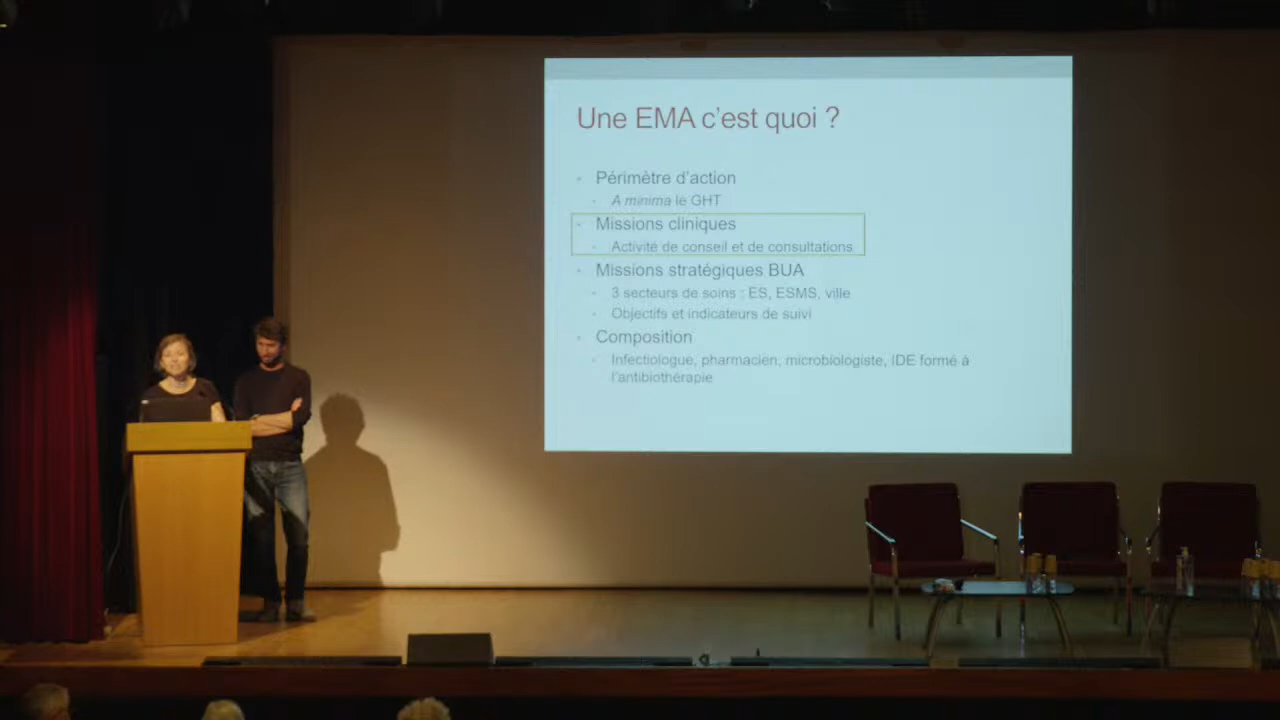 Une EMA c'est quoi ?
Périmètre d'action
A minima le GHT
Missions cliniques
Activité de conseil et de consultations
Missions stratégiques BUA
3 secteurs de soins : ES, ESMS, ville
Objectifs et indicateurs de suivi
Composition
Infectiologue, pharmacien, microbiologiste, IDE formé à
l'antibiothérapie